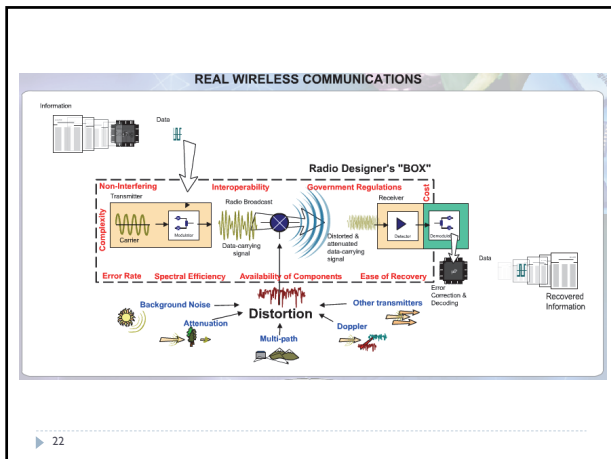 REAL WIRELESS COMMUNICATIONS
Information
Data
Radio Designer's "BOX"
Non-Interfering
Interoperability
Government Regulations
Cost
Complexity
Transmitter
Radio Broadcast
Receiver
Carrier
Modulator
Data-carrying
signal
Distorted &
attenuated
data-carrying
signal
Detector
Demodulator
Error Rate
Spectral Efficiency
Availability of Components
Ease of Recovery
Data
Error
Correction &
Decoding
Recovered
Information
Background Noise
Attenuation
Distortion
Multi-path
Other transmitters
Doppler
22